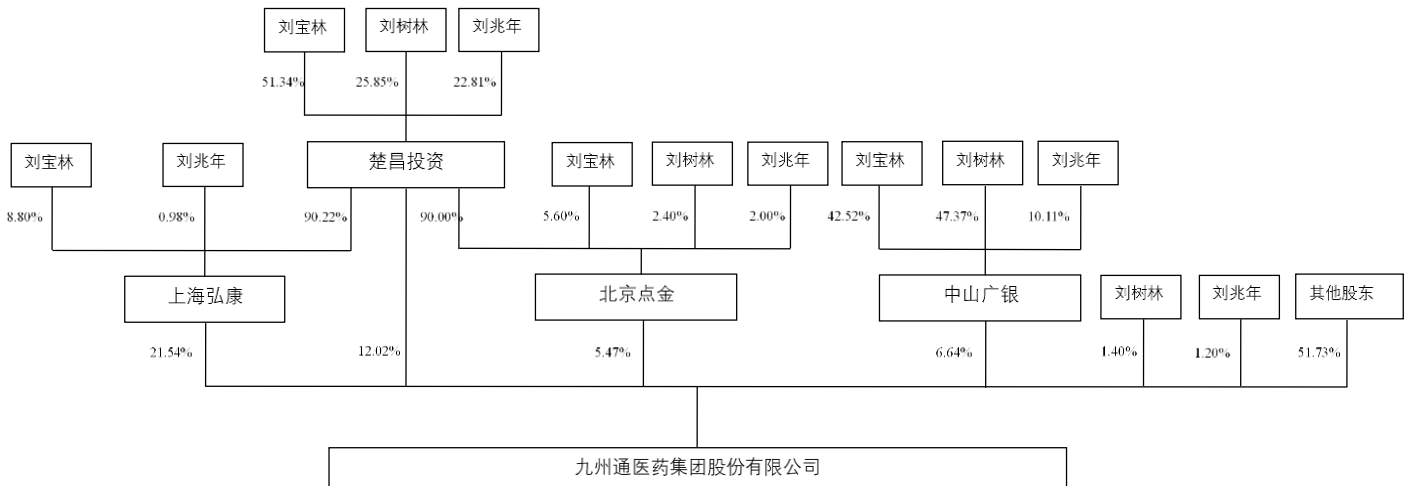 刘宝林
刘树林
刘兆年
51.34%
25.85%
22.81%
刘宝林
刘兆年
楚昌投资
刘宝林
刘树林
刘兆年
刘宝林
刘树林
刘兆年
8.80%
0.98%
90.22%
90.00%
5.60%
2.40%
2.00%
42.52%
47.37%
10.11%
上海弘康
北京点金
中山广银
刘树林
刘兆年
其他股东
21.54%
12.02%
5.47%
6.64%
1.40%
1.20%
51.73%
九州通医药集团股份有限公司